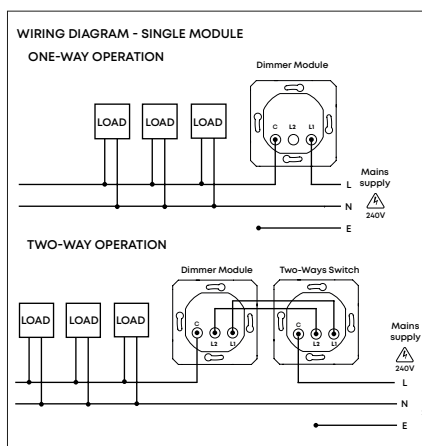 WIRING DIAGRAM - SINGLE MODULE
ONE-WAY OPERATION
Dimmer Module
LOAD LOAD LOAD
C L2 L1
L
Mains
supply
N
240V
E
TWO-WAY OPERATION
Dimmer Module Two-Ways Switch
LOAD LOAD LOAD
C L2 L1 C L2 L1
Mains
supply
240V
L
N
E